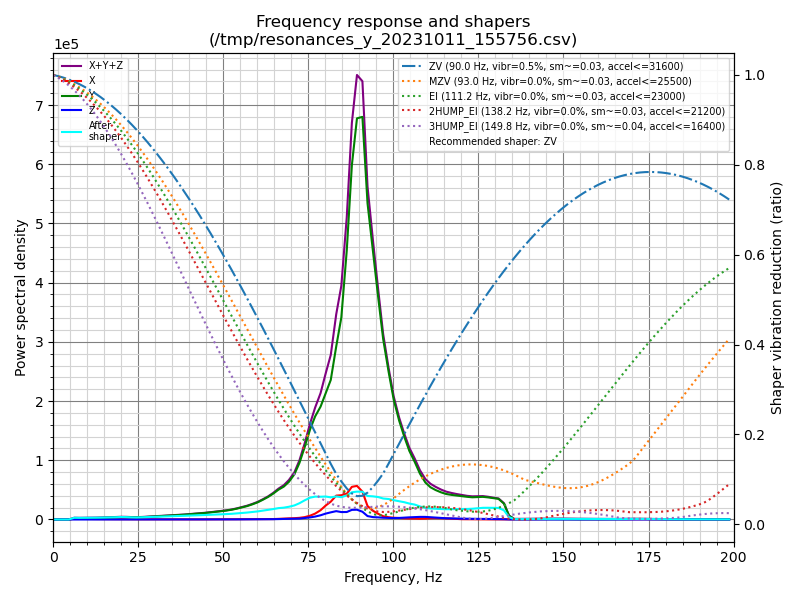 Frequency response and shapers
(/tmp/resonances_y_20231011_155756.csv)
1e5
X+Y+Z
X
Y
Z
After
shaper
ZV (90.0 Hz, vibr=0.5%, sm~=0.03, accel<=31600)
MZV (93.0 Hz, vibr=0.0%, sm~=0.03, accel<=25500)
EI (111.2 Hz, vibr=0.0%, sm~=0.03, accel<=23000)
2HUMP_EI (138.2 Hz, vibr=0.0%, sm~=0.03, accel<=21200)
3HUMP_EI (149.8 Hz, vibr=0.0%, sm~=0.04, accel<=16400)
Recommended shaper: ZV
Power spectral density
7
6
5
4
3
2
1
0
Shaper vibration reduction (ratio)
1.0
0.8
0.6
0.4
0.2
0.0
0 25 50 75 100 125 150 175 200
Frequency, Hz